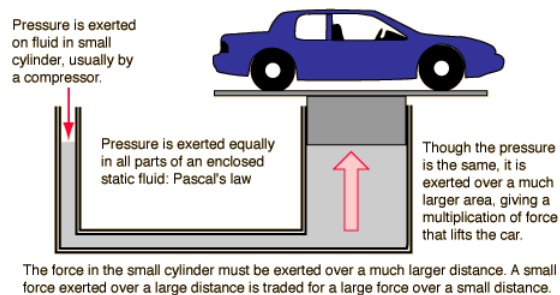 Pressure is exerted
on fluid in small
cylinder, usually by
a compressor.
Pressure is exerted equally
in all parts of an enclosed
static fluid: Pascal's law
Though the pressure
is the same, it is
exerted over a much
larger area, giving a
multiplication of force
that lifts the car.
The force in the small cylinder must be exerted over a much larger distance. A small
force exerted over a large distance is traded for a large force over a small distance.